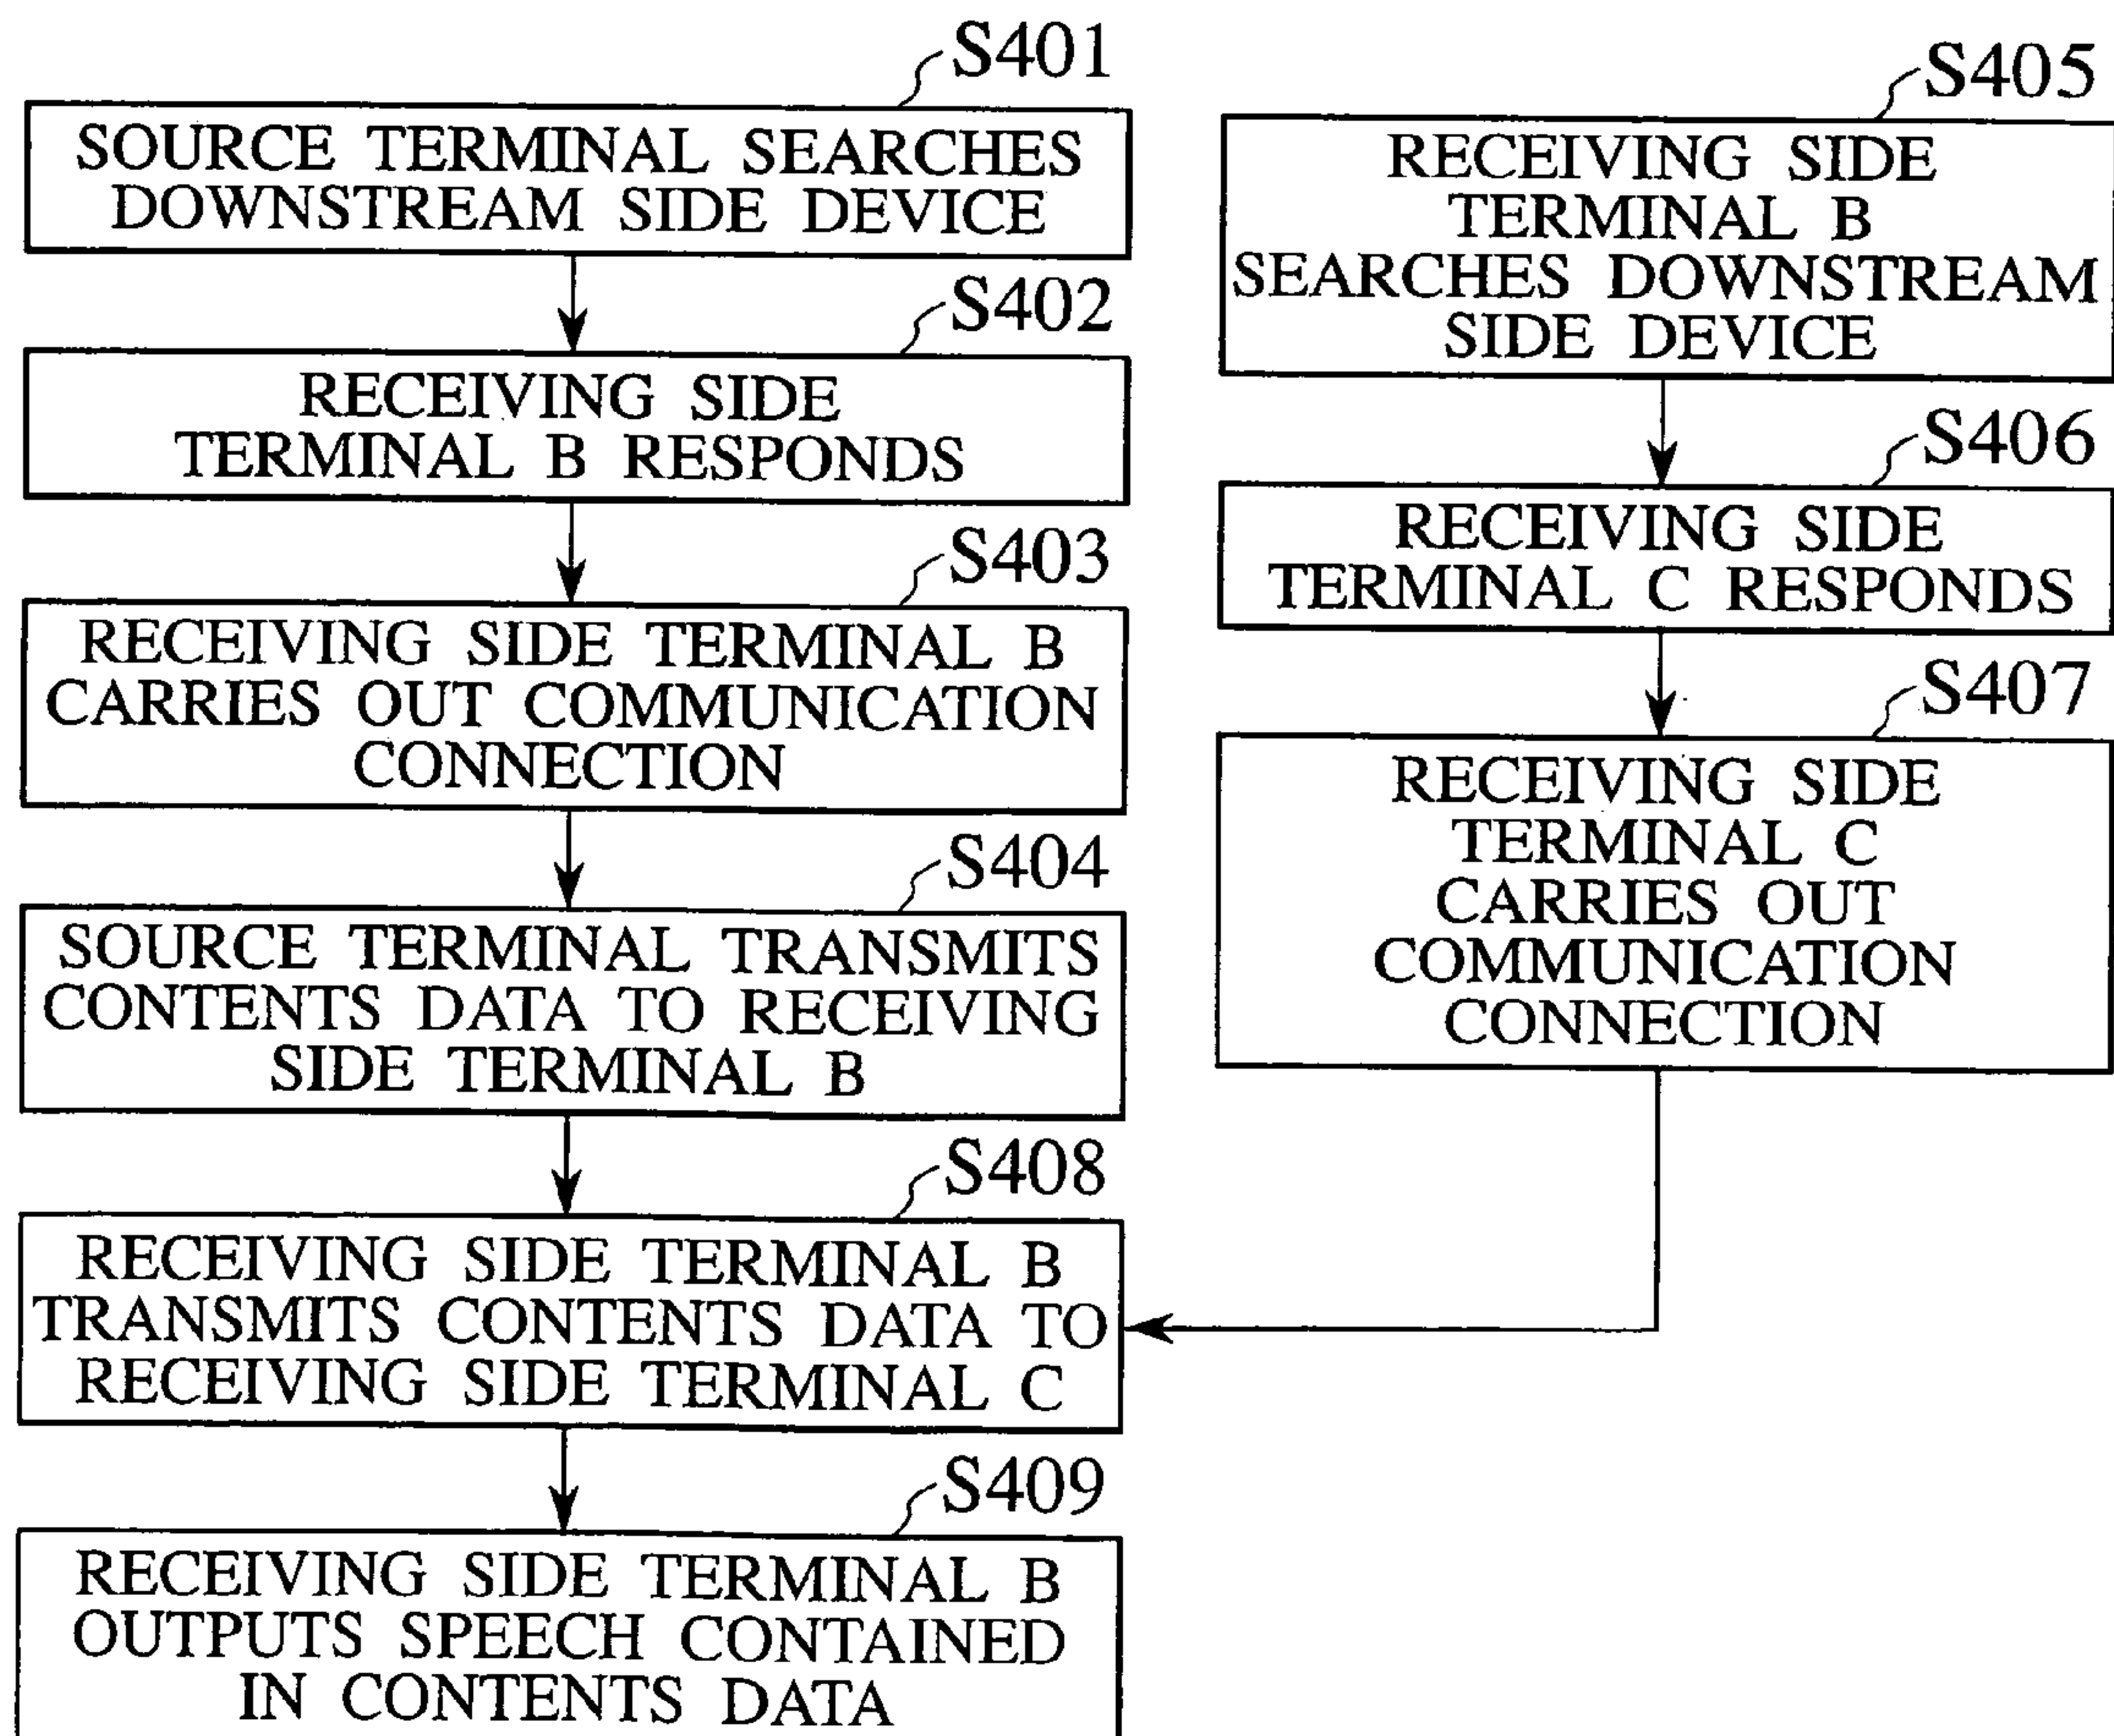 S401
SOURCE TERMINAL SEARCHES
DOWNSTREAM SIDE DEVICE
S402
RECEIVING SIDE
TERMINAL B RESPONDS
S403
RECEIVING SIDE TERMINAL B
CARRIES OUT COMMUNICATION
CONNECTION
S404
SOURCE TERMINAL TRANSMITS
CONTENTS DATA TO RECEIVING
SIDE TERMINAL B
S405
RECEIVING SIDE
TERMINAL B
SEARCHES DOWNSTREAM
SIDE DEVICE
S406
RECEIVING SIDE
TERMINAL C RESPONDS
S407
RECEIVING SIDE
TERMINAL C
CARRIES OUT
COMMUNICATION
CONNECTION
S408
RECEIVING SIDE TERMINAL B
TRANSMITS CONTENTS DATA TO
RECEIVING SIDE TERMINAL C
S409
RECEIVING SIDE TERMINAL B
OUTPUTS SPEECH CONTAINED
IN CONTENTS DATA